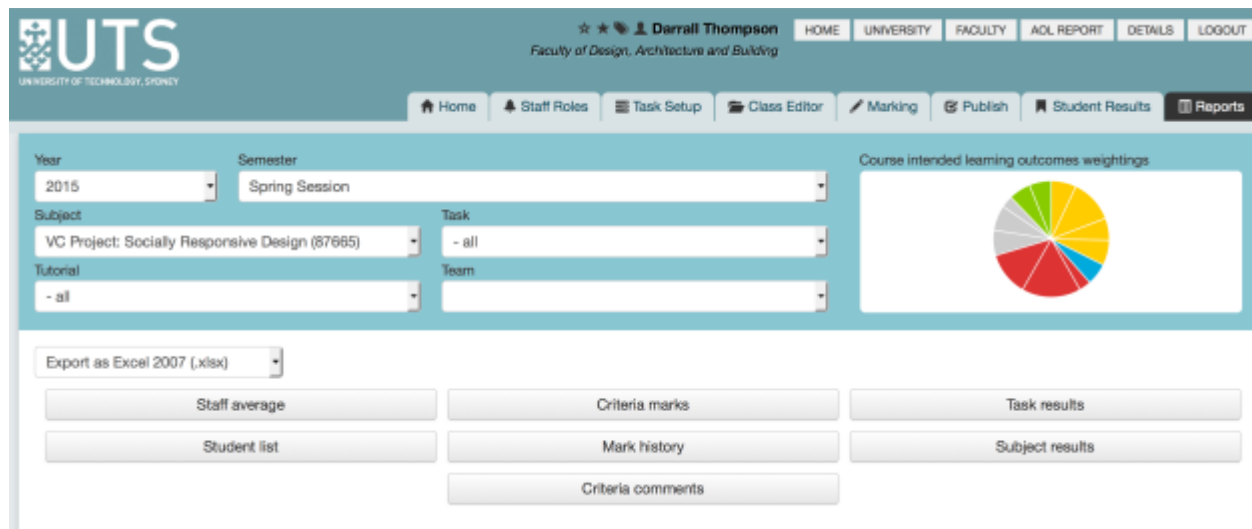 UTS
UNIVERSITY OF TECHNOLOGY, SYDNEY
Darrall Thompson
Faculty of Design, Architecture and Building
HOME UNIVERSITY FACULTY AOL REPORT DETAILS LOGOUT
Home Staff Roles Task Setup Class Editor Marking Publish Student Results Reports
Year Semester Course intended learning outcomes weightings
2015 Spring Session
Subject Task
VC Project: Socially Responsive Design (87665) - all
Tutorial Team
- all
Export as Excel 2007 (.xlsx)
Staff average Criteria marks Task results
Student list Mark history Subject results
Criteria comments